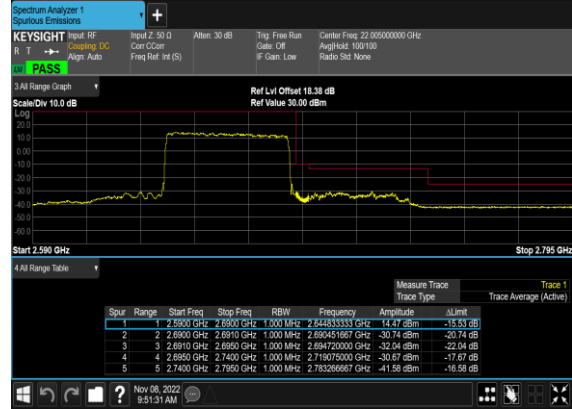 Spectrum Analyzer 1
Spurious Emissions
KEYSIGHT Input: RF Input Z: 50 Ω Atten: 30 dB Trig: Free Run Center Freq: 22.005000000 GHz
R T Coupling: DC Corr CCorr Gate: Off Avg|Hold: 100/100
Align: Auto Freq Ref: Int (S) IF Gain: Low Radio Std: None
PASS
3.All Range Graph
Ref Lvl Offset 18.38 dB
Scale/Div 10.0 dB Ref Value 30.00 dBm
Log
20.0
10.0
0.00
-10.0
-20.0
-30.0
-40.0
-50.0
-60.0
Start 2.590 GHz Stop 2.795 GHz
4.All Range Table
Measure Trace Trace 1
Trace Type Trace Average (Active)
Spur Range Start Freq Stop Freq RBW Frequency Amplitude ΔLimit
1 1 2.5900 GHz 2.6900 GHz 1.000 MHz 2.644833333 GHz 14.47 dBm -15.53 dB
2 2 2.6900 GHz 2.6910 GHz 1.000 MHz 2.690451667 GHz -30.74 dBm -20.74 dB
3 3 2.6910 GHz 2.6950 GHz 1.000 MHz 2.694720000 GHz -32.04 dBm -22.04 dB
4 4 2.6950 GHz 2.7400 GHz 1.000 MHz 2.719075000 GHz -30.67 dBm -17.67 dB
5 5 2.7400 GHz 2.7950 GHz 1.000 MHz 2.783266667 GHz -41.58 dBm -16.58 dB
Nov 08, 2022
9:51:31 AM